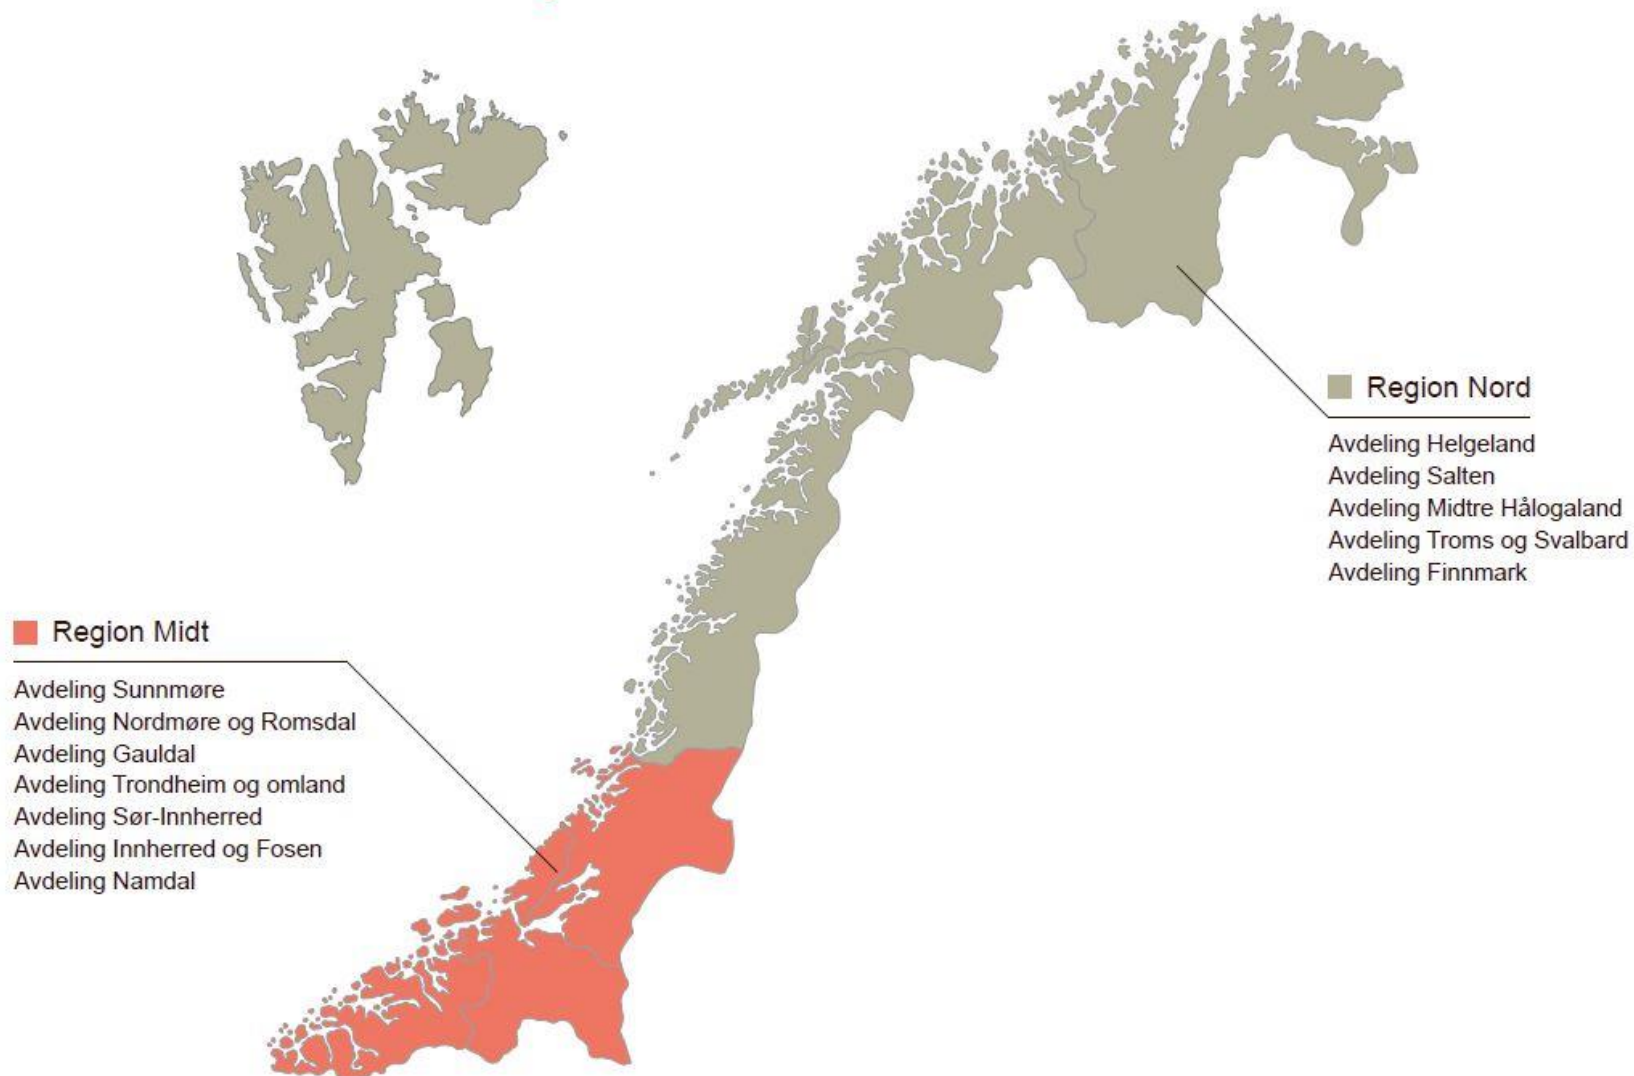 Region Nord
Avdeling Helgeland
Avdeling Salten
Avdeling Midtre Hålogaland
Avdeling Troms og Svalbard
Avdeling Finnmark
Region Midt
Avdeling Sunnmøre
Avdeling Nordmøre og Romsdal
Avdeling Gauldal
Avdeling Trondheim og omland
Avdeling Sør-Innherred
Avdeling Innherred og Fosen
Avdeling Namdal